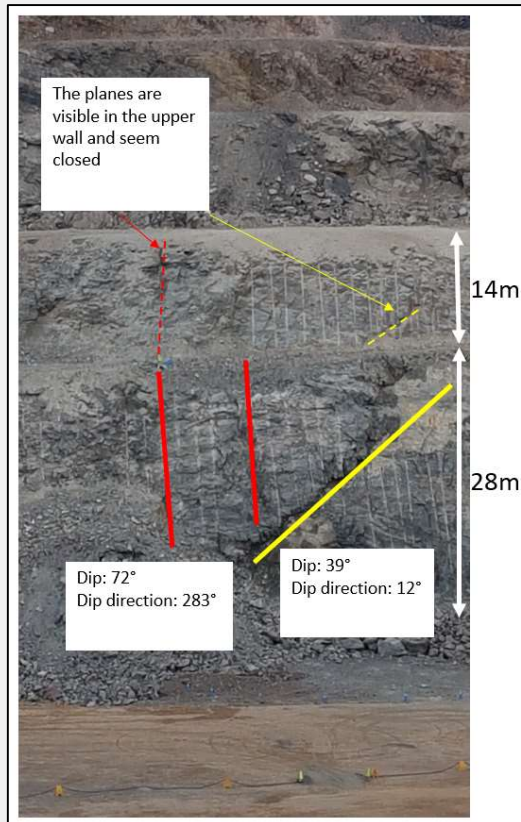 The planes are
visible in the upper
wall and seem
closed
14m
28m
Dip: 72°
Dip direction: 283°
Dip: 39°
Dip direction: 12°